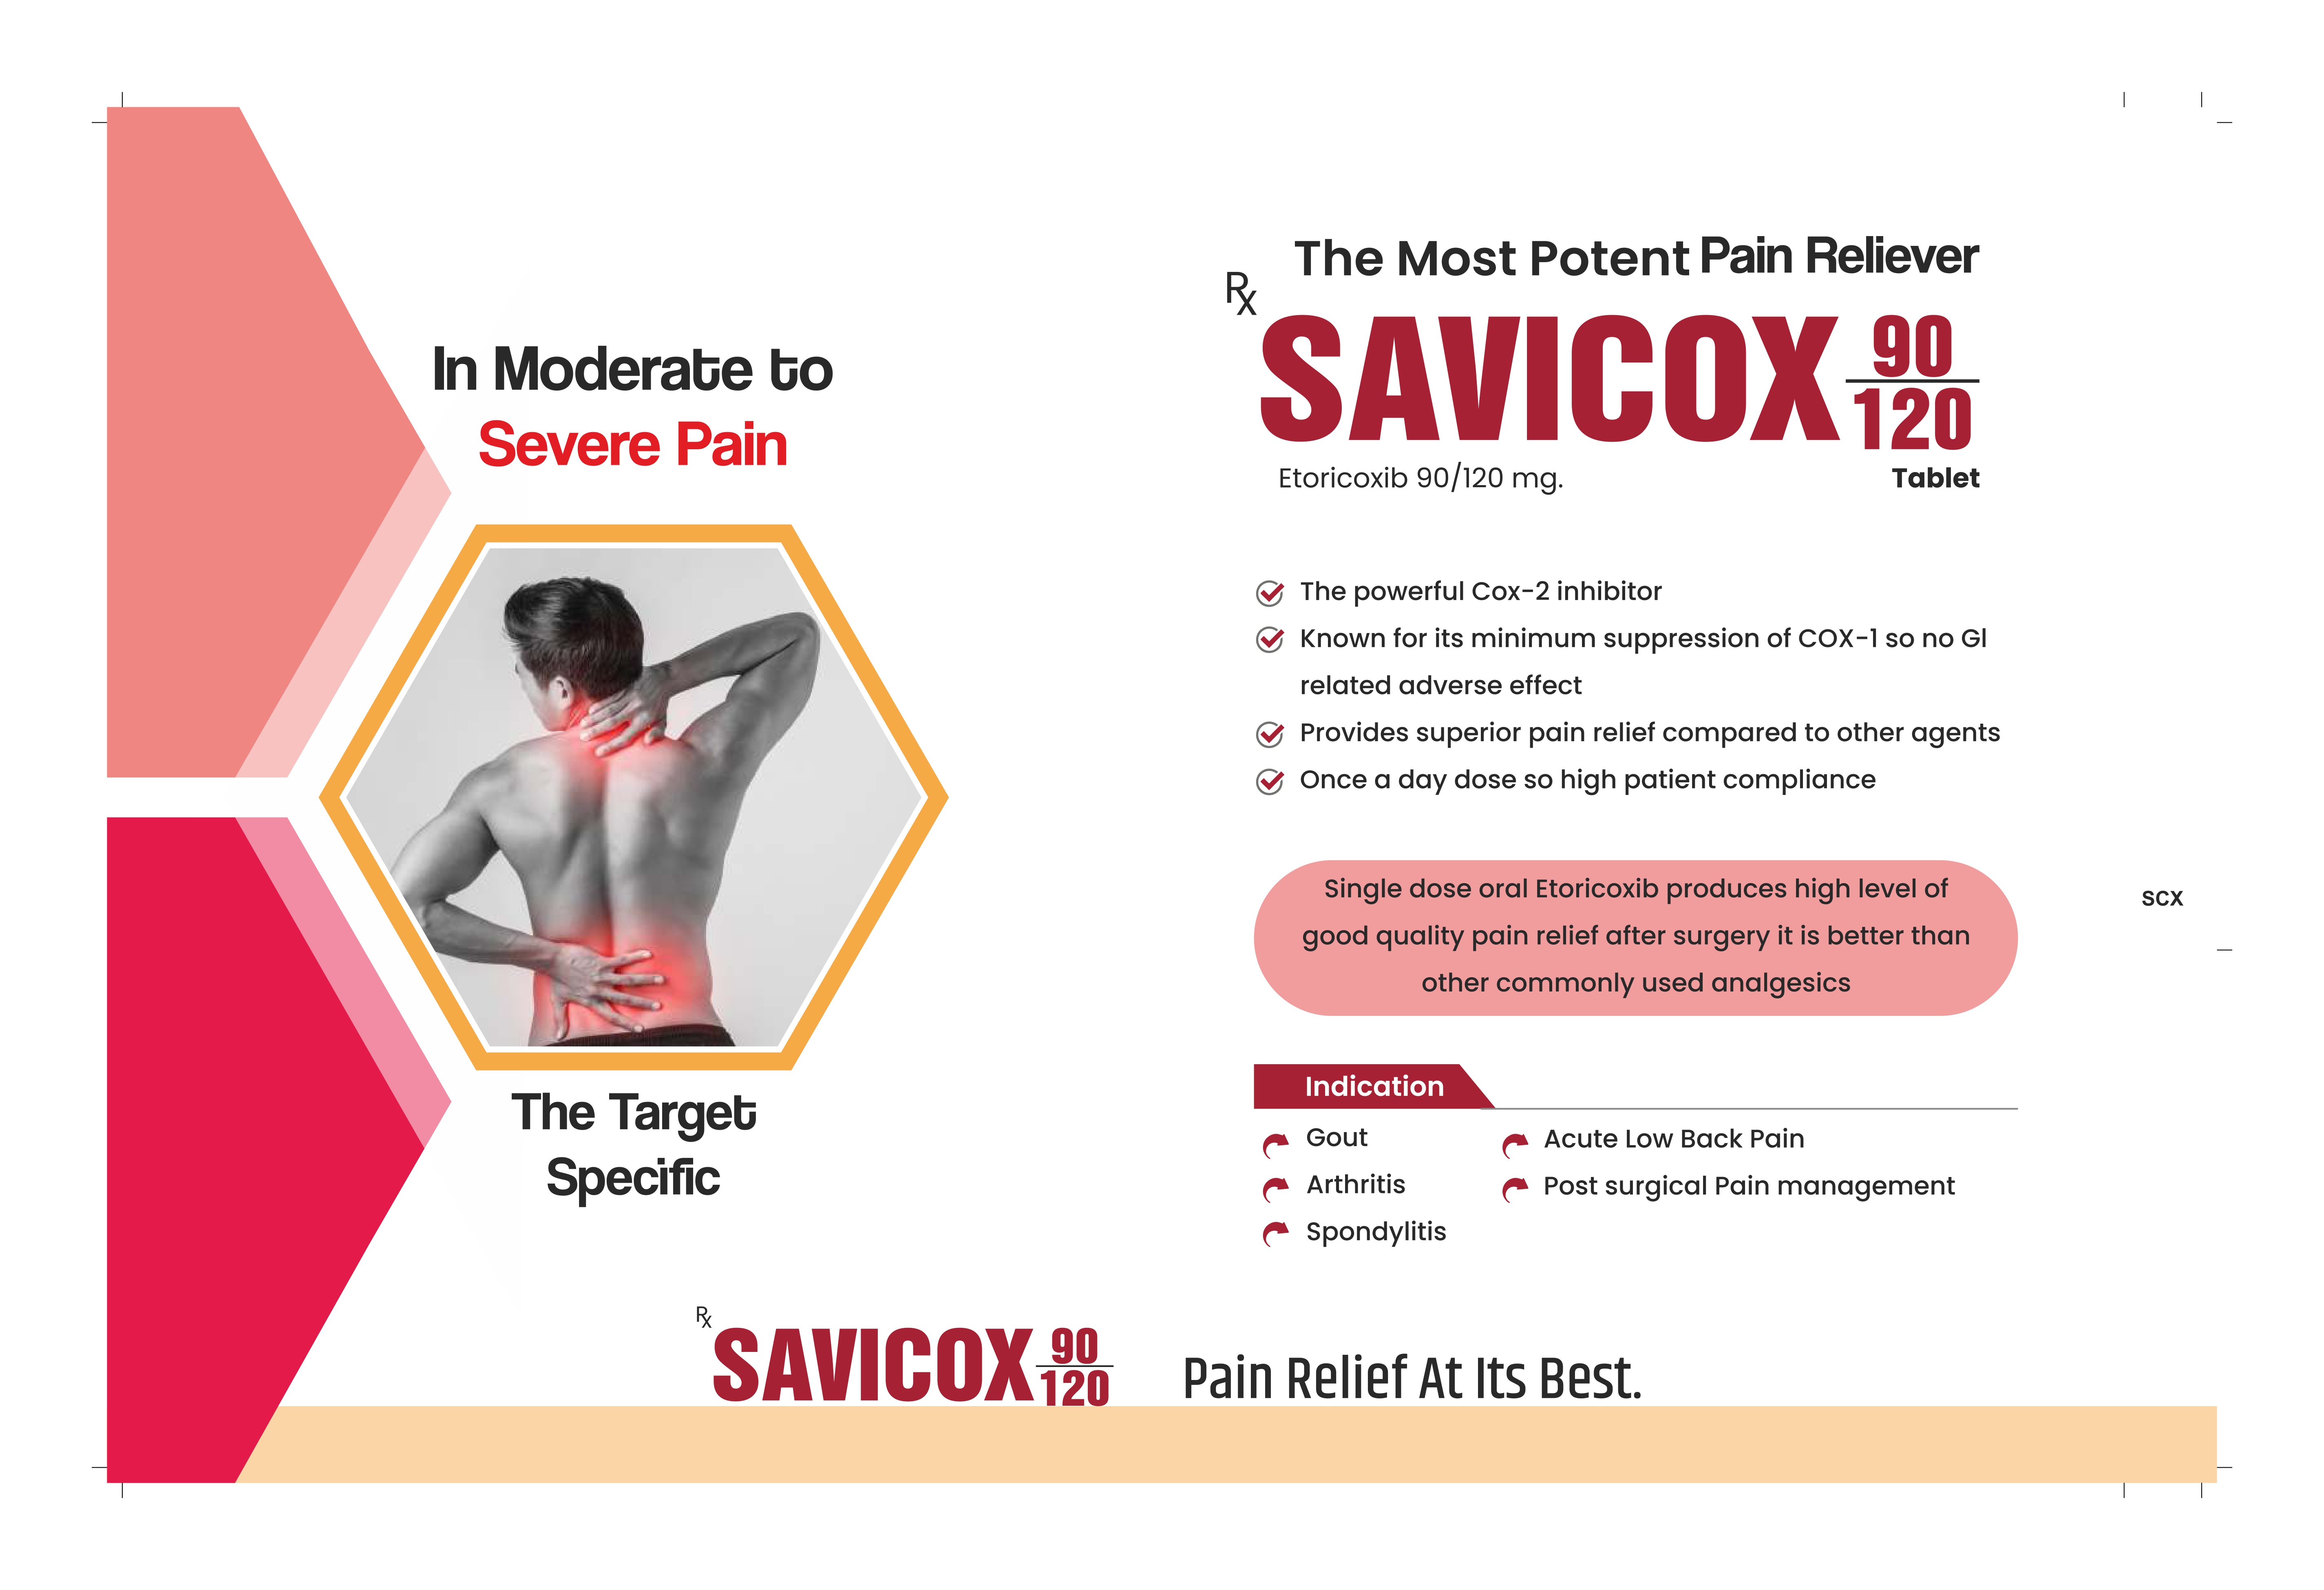 In Moderate to
Severe Pain
The Target
Specific
The Most Potent Pain Reliever
Rx
SAVICOX 90
120
Etoricoxib 90/120 mg.
Tablet
The powerful Cox-2 inhibitor
Known for its minimum suppression of COX-1 so no GI
related adverse effect
Provides superior pain relief compared to other agents
Once a day dose so high patient compliance
Single dose oral Etoricoxib produces high level of
good quality pain relief after surgery it is better than
other commonly used analgesics
scx
Indication
Gout
Arthritis
Spondylitis
Acute Low Back Pain
Post surgical Pain management
Rx
SAVICOX 90
120
Pain Relief At Its Best.